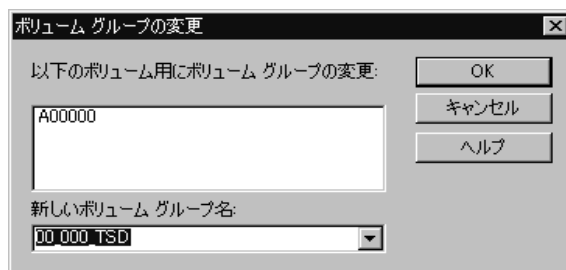 ボリューム グループの変更
以下のボリューム用にボリューム グループの変更:
OK
A00000
キャンセル
ヘルプ
新しいボリューム グループ名:
00_000_TSD